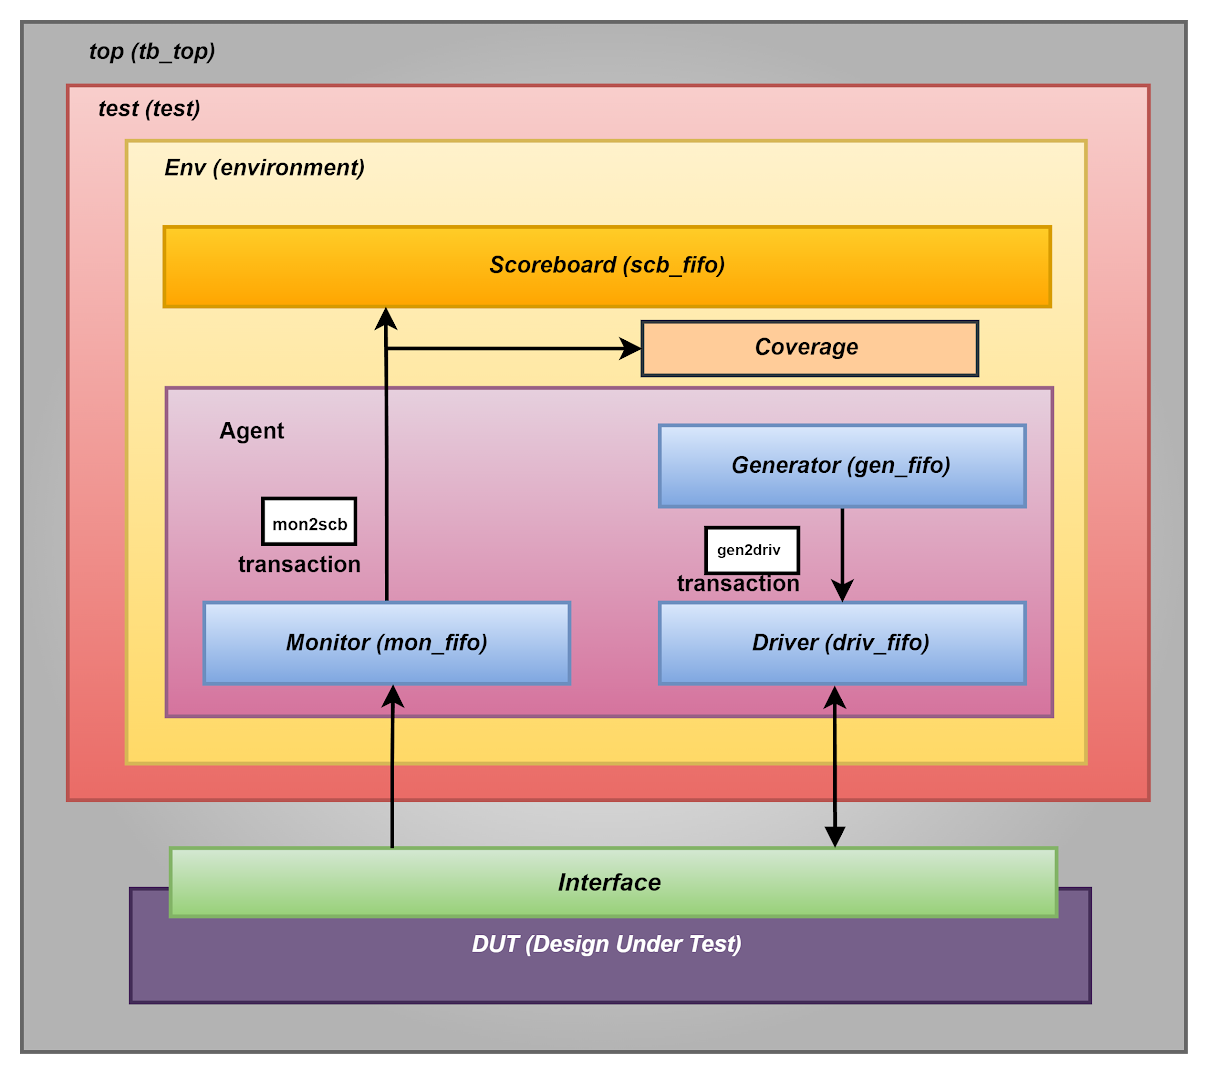 top (tb_top)
test (test)
Env (environment)
Scoreboard (scb_fifo)
Coverage
Agent
Generator (gen_fifo)
mon2scb
transaction
gen2driv
transaction
Monitor (mon_fifo)
Driver (driv_fifo)
Interface
DUT (Design Under Test)